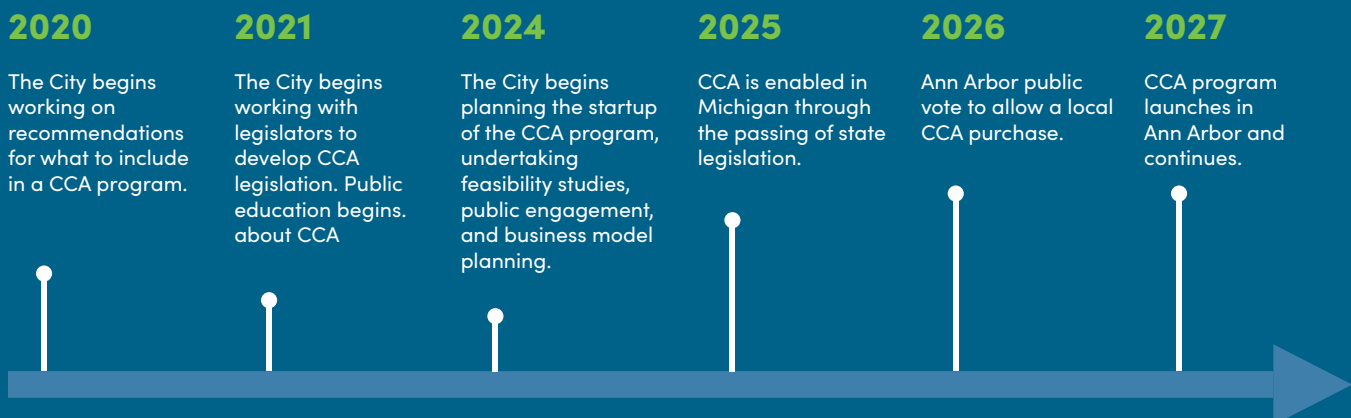 2020
The City begins
working on
recommendations
for what to include
in a CCA program.
2021
The City begins
working with
legislators to
develop CCA
legislation. Public
education begins.
about CCA
2024
The City begins
planning the startup
of the CCA program,
undertaking
feasibility studies,
public engagement,
and business model
planning.
2025
CCA is enabled in
Michigan through
the passing of state
legislation.
2026
Ann Arbor public
vote to allow a local
CCA purchase.
2027
CCA program
launches in
Ann Arbor and
continues.